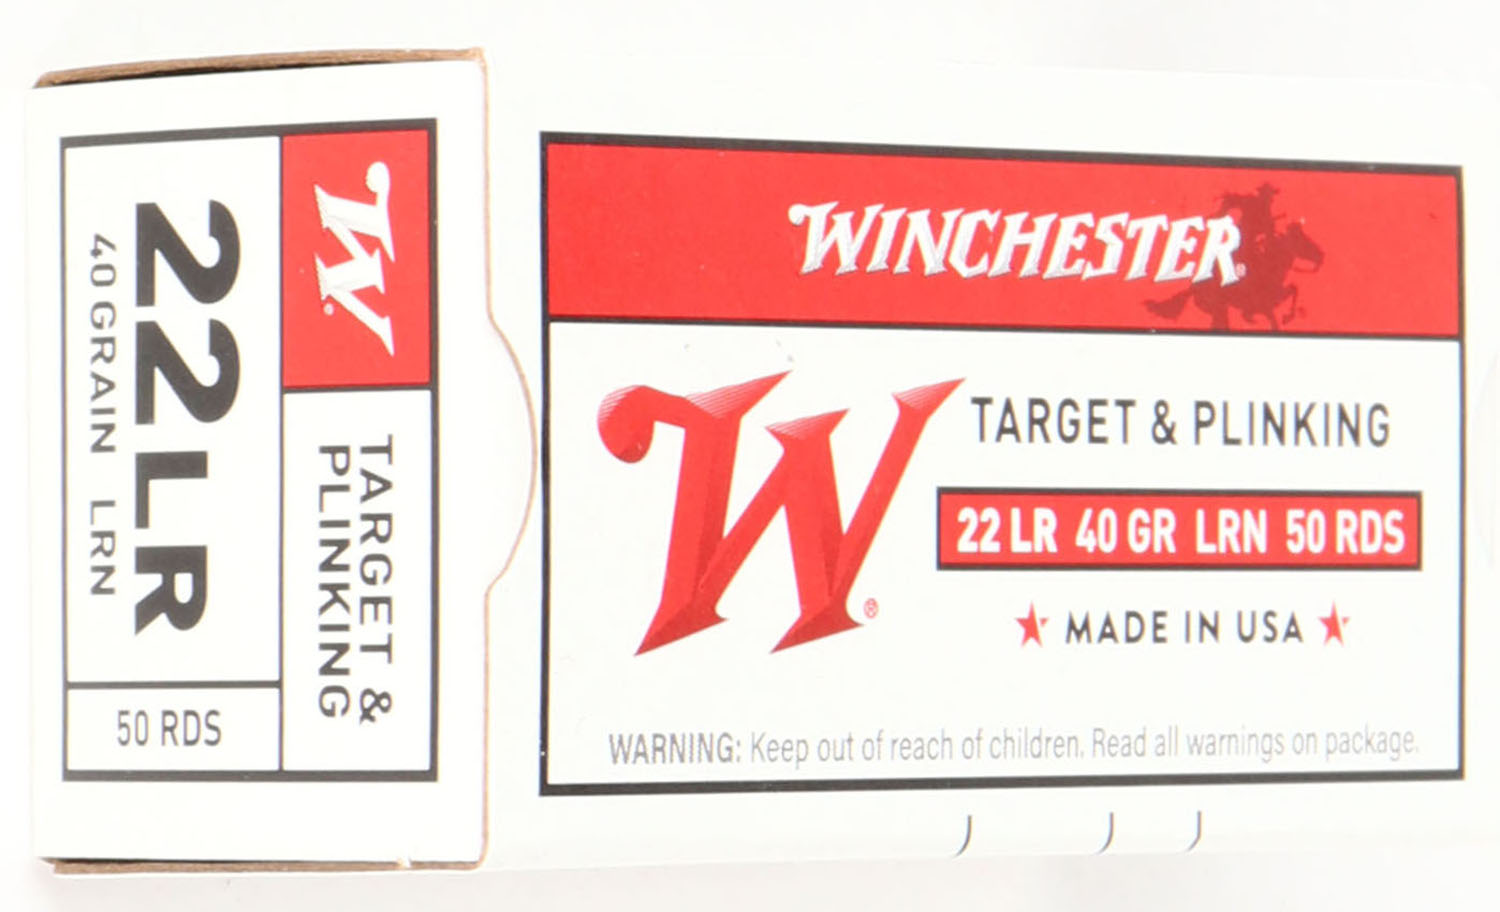 W
22 LR
40 GRAIN LRN
TARGET &
PLINKING
50 RDS
WINCHESTER
W
TARGET & PLINKING
22 LR 40 GR LRN 50 RDS
MADE IN USA
WARNING: Keep out of reach of children. Read all warnings on package.